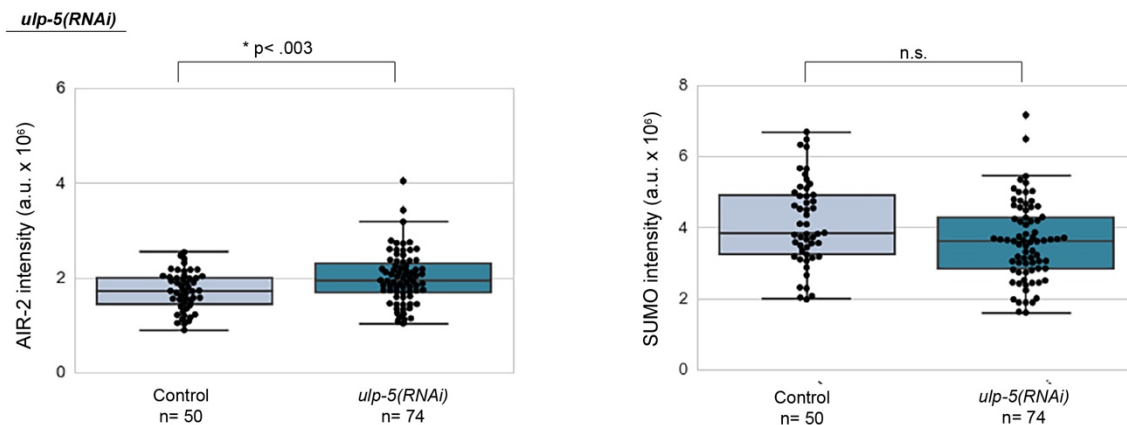 ulp-5(RNAi)
* p< .003
AIR-2 intensity (a.u. x 10⁶)
6
4
2
0
Control
n= 50
ulp-5(RNAi)
n= 74
n.s.
SUMO intensity (a.u. x 10⁶)
8
6
4
2
0
Control
n= 50
ulp-5(RNAi)
n= 74